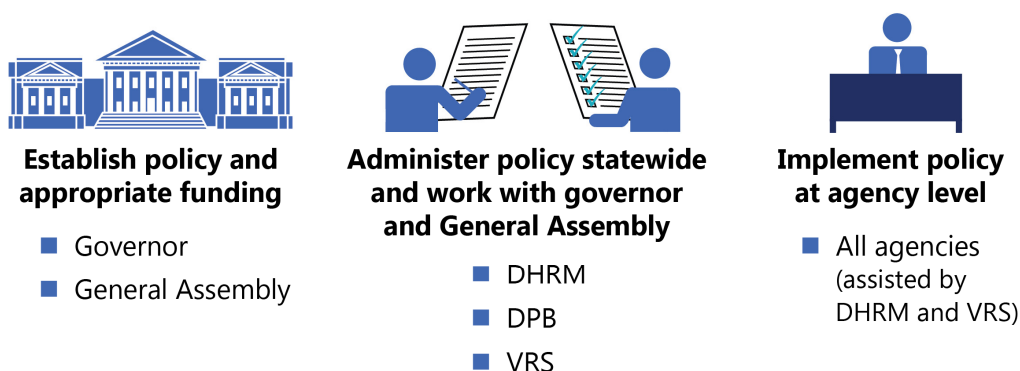 Establish policy and
appropriate funding
Governor
General Assembly
Administer policy statewide
and work with governor
and General Assembly
DHRM
DPB
VRS
Implement policy
at agency level
All agencies
(assisted by
DHRM and VRS)